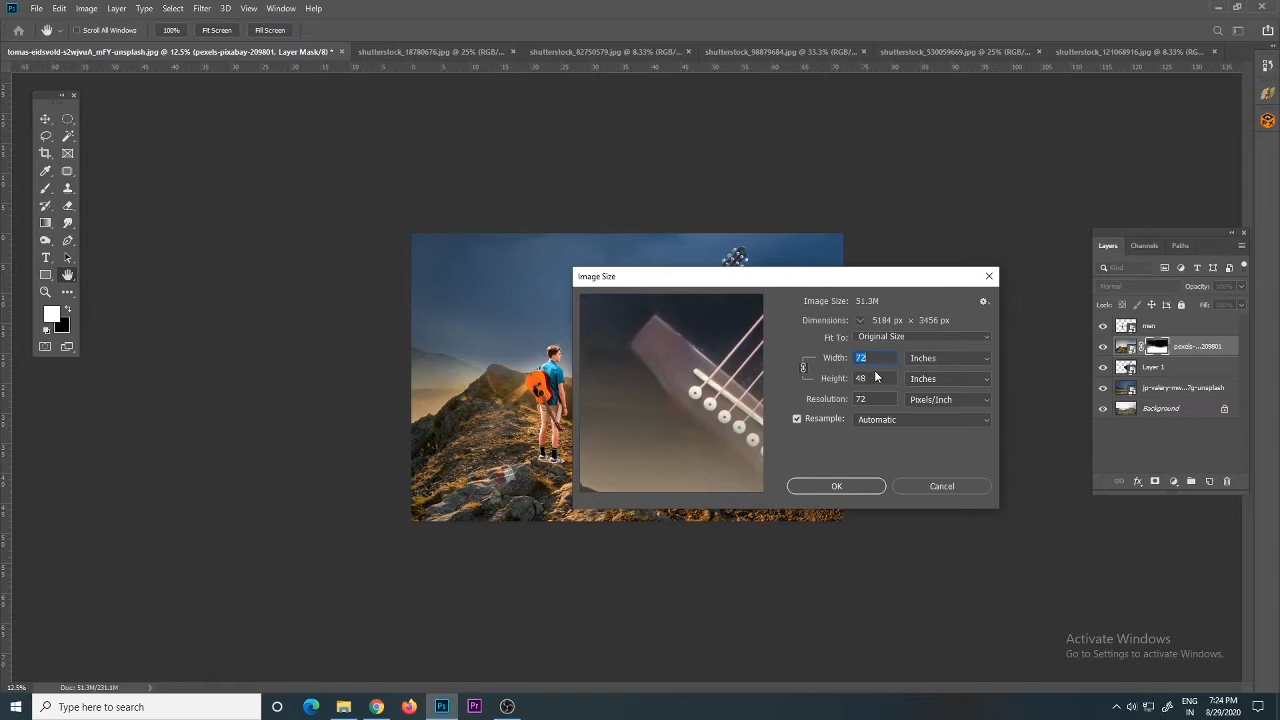 File Edit Image Layer Type Select Filter 3D View Window Help
Scroll All Windows 100% Fit Screen Fill Screen
tomas-eidsvold-s2wjvuA_mFY-unsplash.jpg @ 12.5% (pexels-pixabay-209801, Layer Mask/8) * × shutterstock_18780676.jpg @ 25% (RGB/... × shutterstock_82750579.jpg @ 8.33% (RGB/... × shutterstock_98879684.jpg @ 33.3% (RGB/... × shutterstock_530059669.jpg @ 25% (RGB/... × shutterstock_121068916.jpg @ 8.33% (RG... ×
Image Size
Image Size: 51.3M
Dimensions: 5184 px × 3456 px
Fit To: Original Size
Width: 72 Inches
Height: 48 Inches
Resolution: 72 Pixels/Inch
Resample: Automatic
OK Cancel
Layers Channels Paths
Kind
Normal Opacity: 100%
Lock: Fill: 100%
man
pexels-...209801
Layer 1
jp-valery-mw...7g-unsplash
Background
Activate Windows
Go to Settings to activate Windows.
12.5% Doc: 51.3M/231.1M
Type here to search
ENG
IN
7:24 PM
8/29/2020